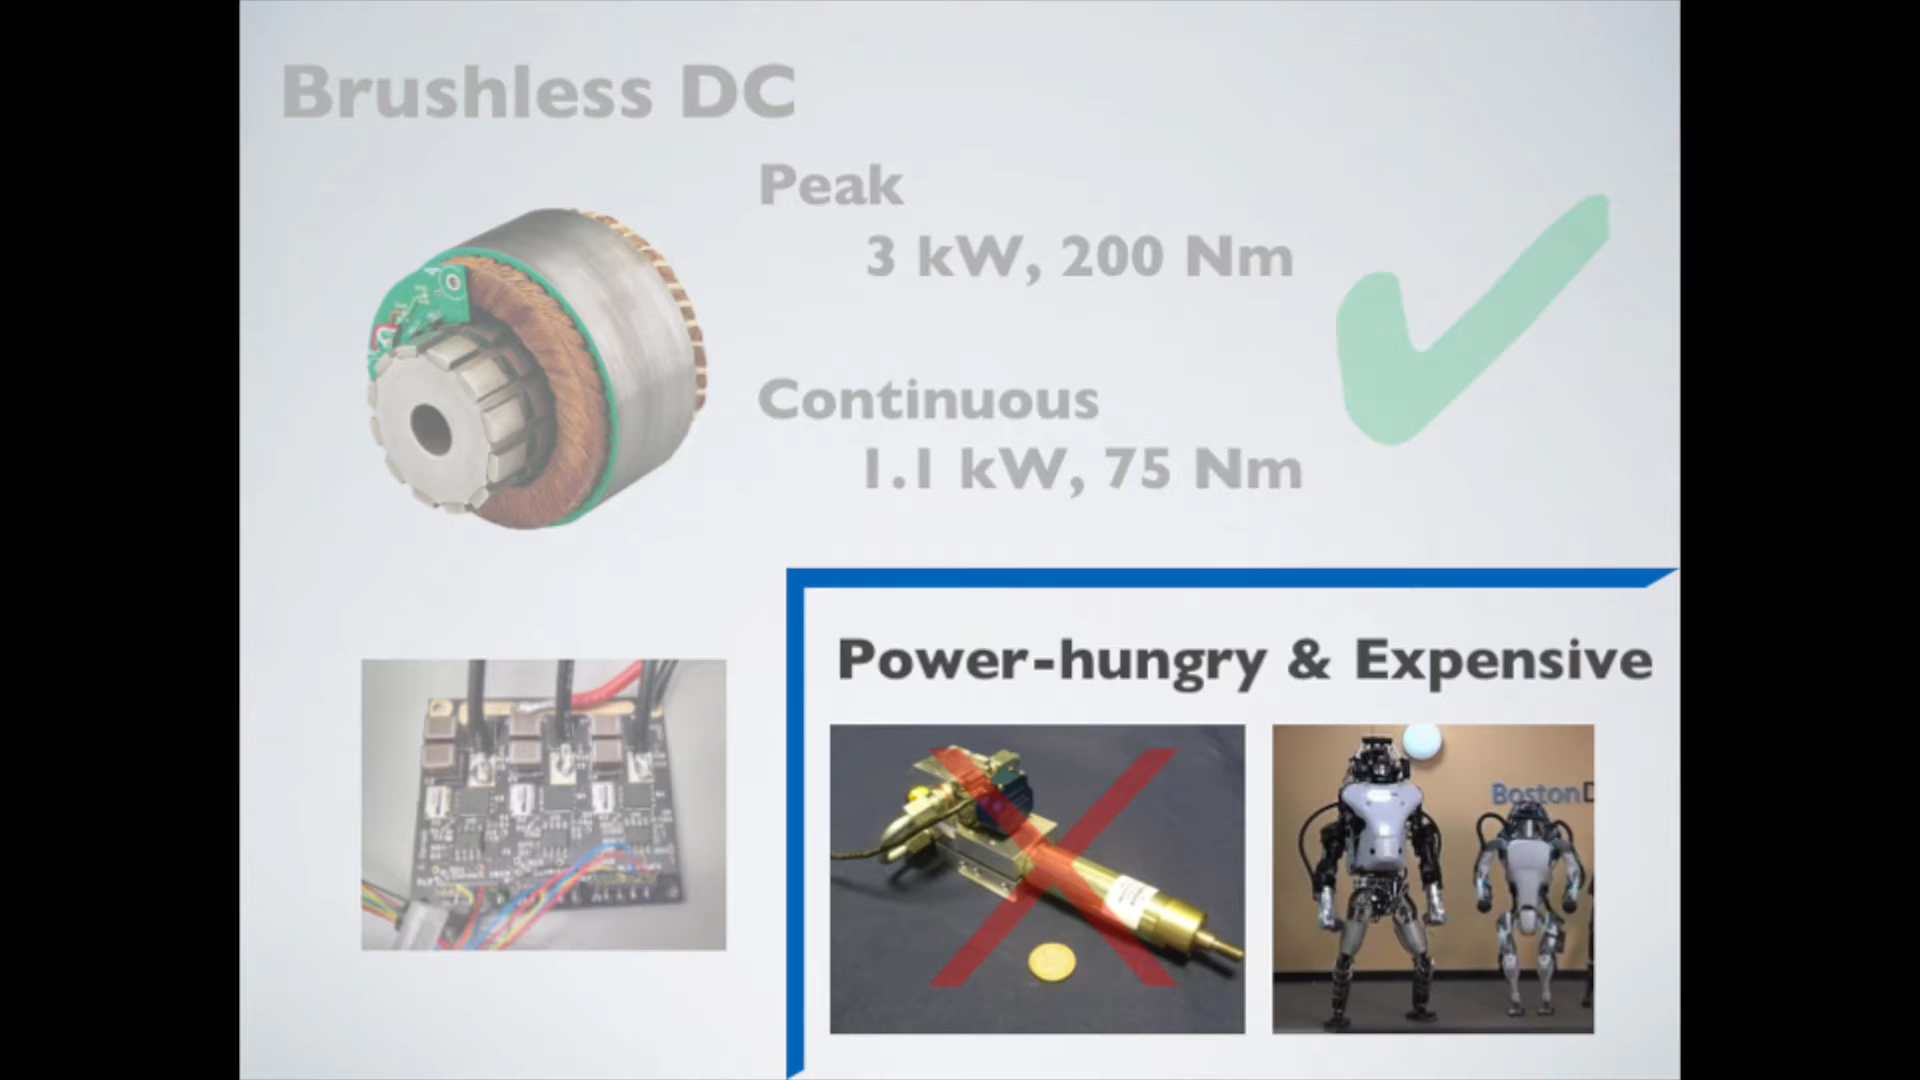 Brushless DC
Peak
3 kW, 200 Nm
Continuous
1.1 kW, 75 Nm
Power-hungry & Expensive
Boston